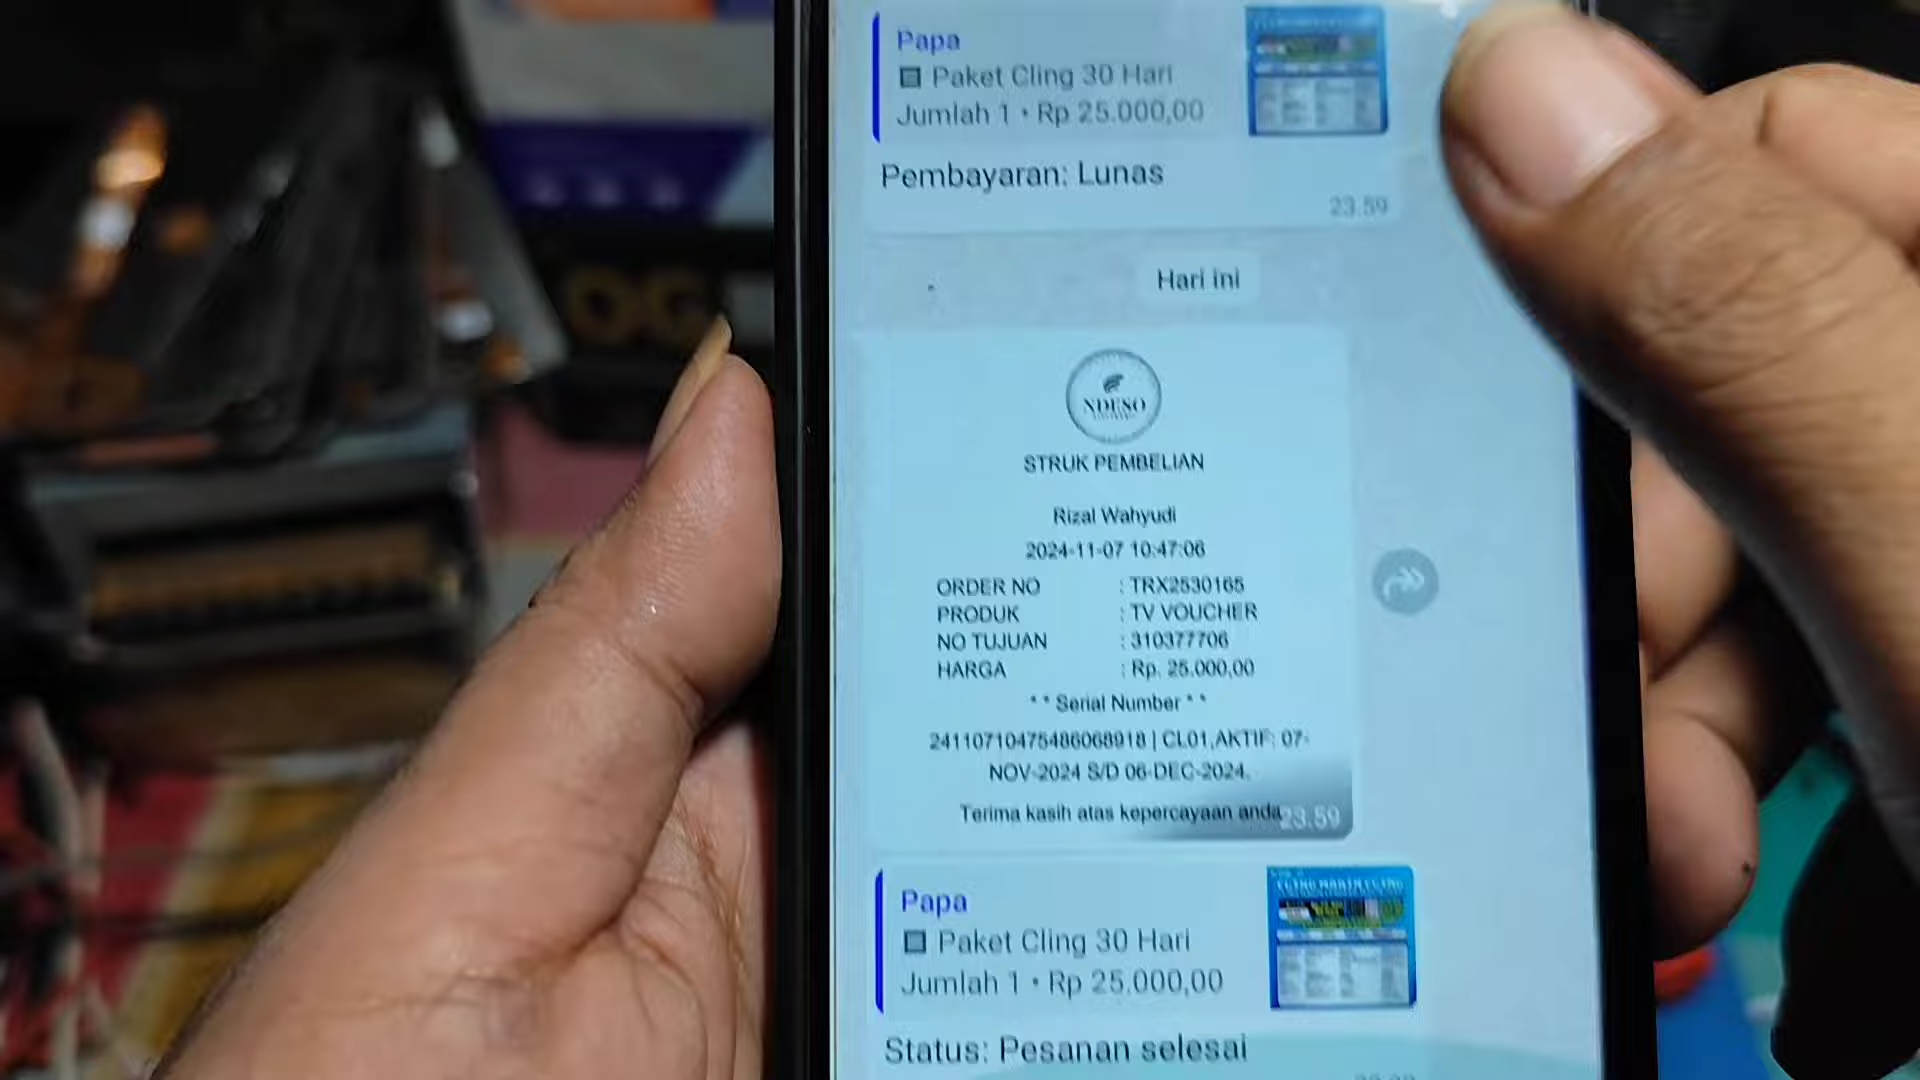 Papa
Paket Cling 30 Hari
Jumlah 1 • Rp 25.000,00
Pembayaran: Lunas
23.59
Hari ini
OG
NDESO
STRUK PEMBELIAN
Rizal Wahyudi
2024-11-07 10:47:06
ORDER NO : TRX2530165
PRODUK : TV VOUCHER
NO TUJUAN : 310377706
HARGA : Rp. 25.000,00
* * Serial Number * *
24110710475486068918 | CL01,AKTIF: 07-
NOV-2024 S/D 06-DEC-2024,
Terima kasih atas kepercayaan anda
23.59
Papa
Paket Cling 30 Hari
Jumlah 1 • Rp 25.000,00
Status: Pesanan selesai